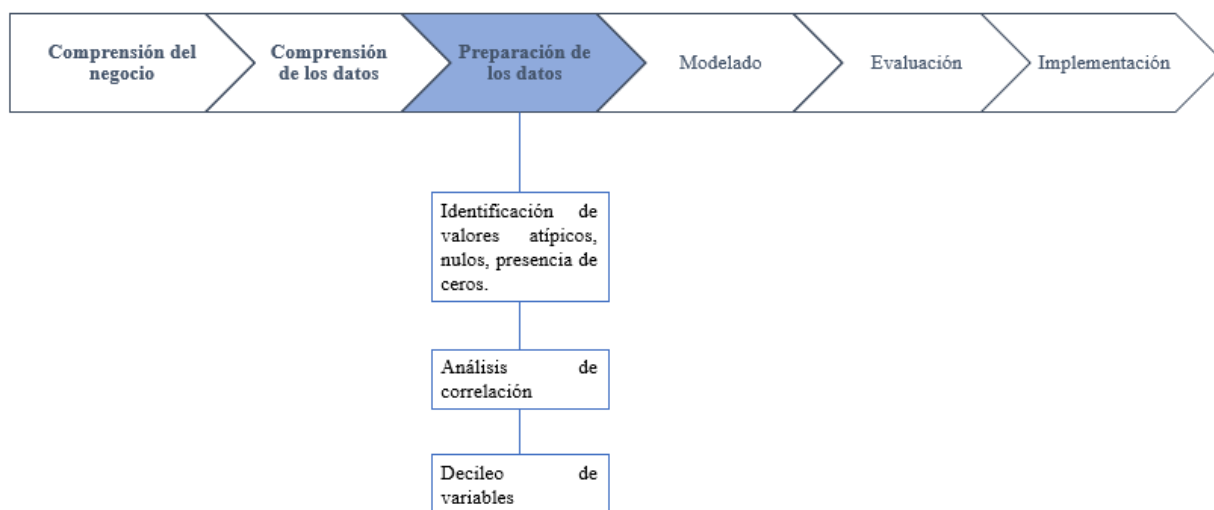 Comprensión del
negocio
Comprensión
de los datos
Preparación de
los datos
Modelado
Evaluación
Implementación
Identificación de
valores atípicos,
nulos, presencia de
ceros.
Análisis de
correlación
Decileo de
variables